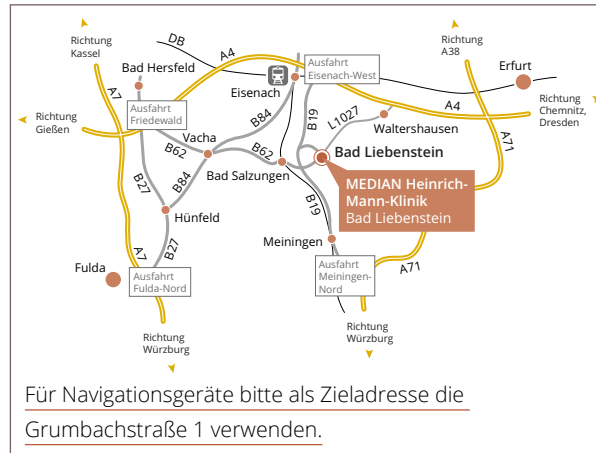 Richtung
Kassel
DB
A4
Ausfahrt
Eisenach-West
Richtung
A38
Erfurt
Bad Hersfeld
A7
Eisenach
Ausfahrt
Friedewald
B84
B19
L1027
A4
Richtung
Chemnitz,
Dresden
Richtung
Gießen
Waltershausen
Vacha
B62
B62
Bad Salzungen
Bad Liebenstein
A71
MEDIAN Heinrich-
Mann-Klinik
Bad Liebenstein
B27
B84
Hünfeld
B19
Meiningen
B27
A7
Fulda
Ausfahrt
Fulda-Nord
Ausfahrt
Meiningen-
Nord
A71
Richtung
Würzburg
Richtung
Würzburg
Für Navigationsgeräte bitte als Zieladresse die
Grumbachstraße 1 verwenden.